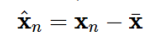 x̂ₙ = xₙ − x̄